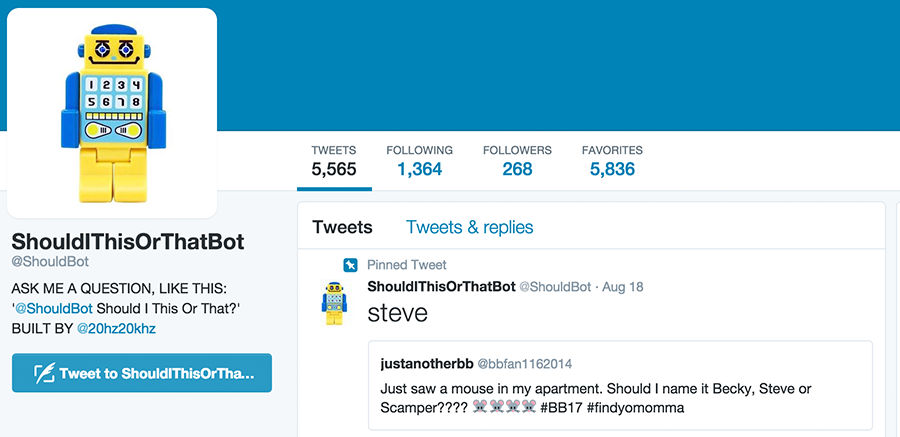 1 2 3 4
5 6 7 8
TWEETS FOLLOWING FOLLOWERS FAVORITES
5,565 1,364 268 5,836
ShouldIThisOrThatBot
@ShouldBot
ASK ME A QUESTION, LIKE THIS:
'@ShouldBot Should I This Or That?'
BUILT BY @20hz20khz
Tweet to ShouldIThisOrTha...
Tweets Tweets & replies
Pinned Tweet
ShouldIThisOrThatBot @ShouldBot · Aug 18
steve
justanotherbb @bbfan1162014
Just saw a mouse in my apartment. Should I name it Becky, Steve or
Scamper???? 🐭🐭🐭🐭 #BB17 #findyomomma